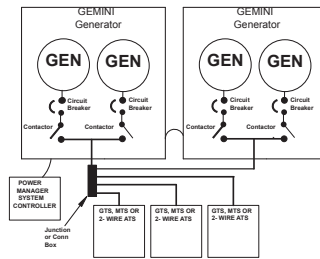 GEMINI
Generator
GEMINI
Generator
GEN
GEN
GEN
GEN
Circuit
Breaker
Circuit
Breaker
Circuit
Breaker
Circuit
Breaker
Contactor
Contactor
Contactor
Contactor
POWER
MANAGER
SYSTEM
CONTROLLER
Junction
or Conn
Box
GTS, MTS OR
2- WIRE ATS
GTS, MTS OR
2- WIRE ATS
GTS, MTS OR
2- WIRE ATS